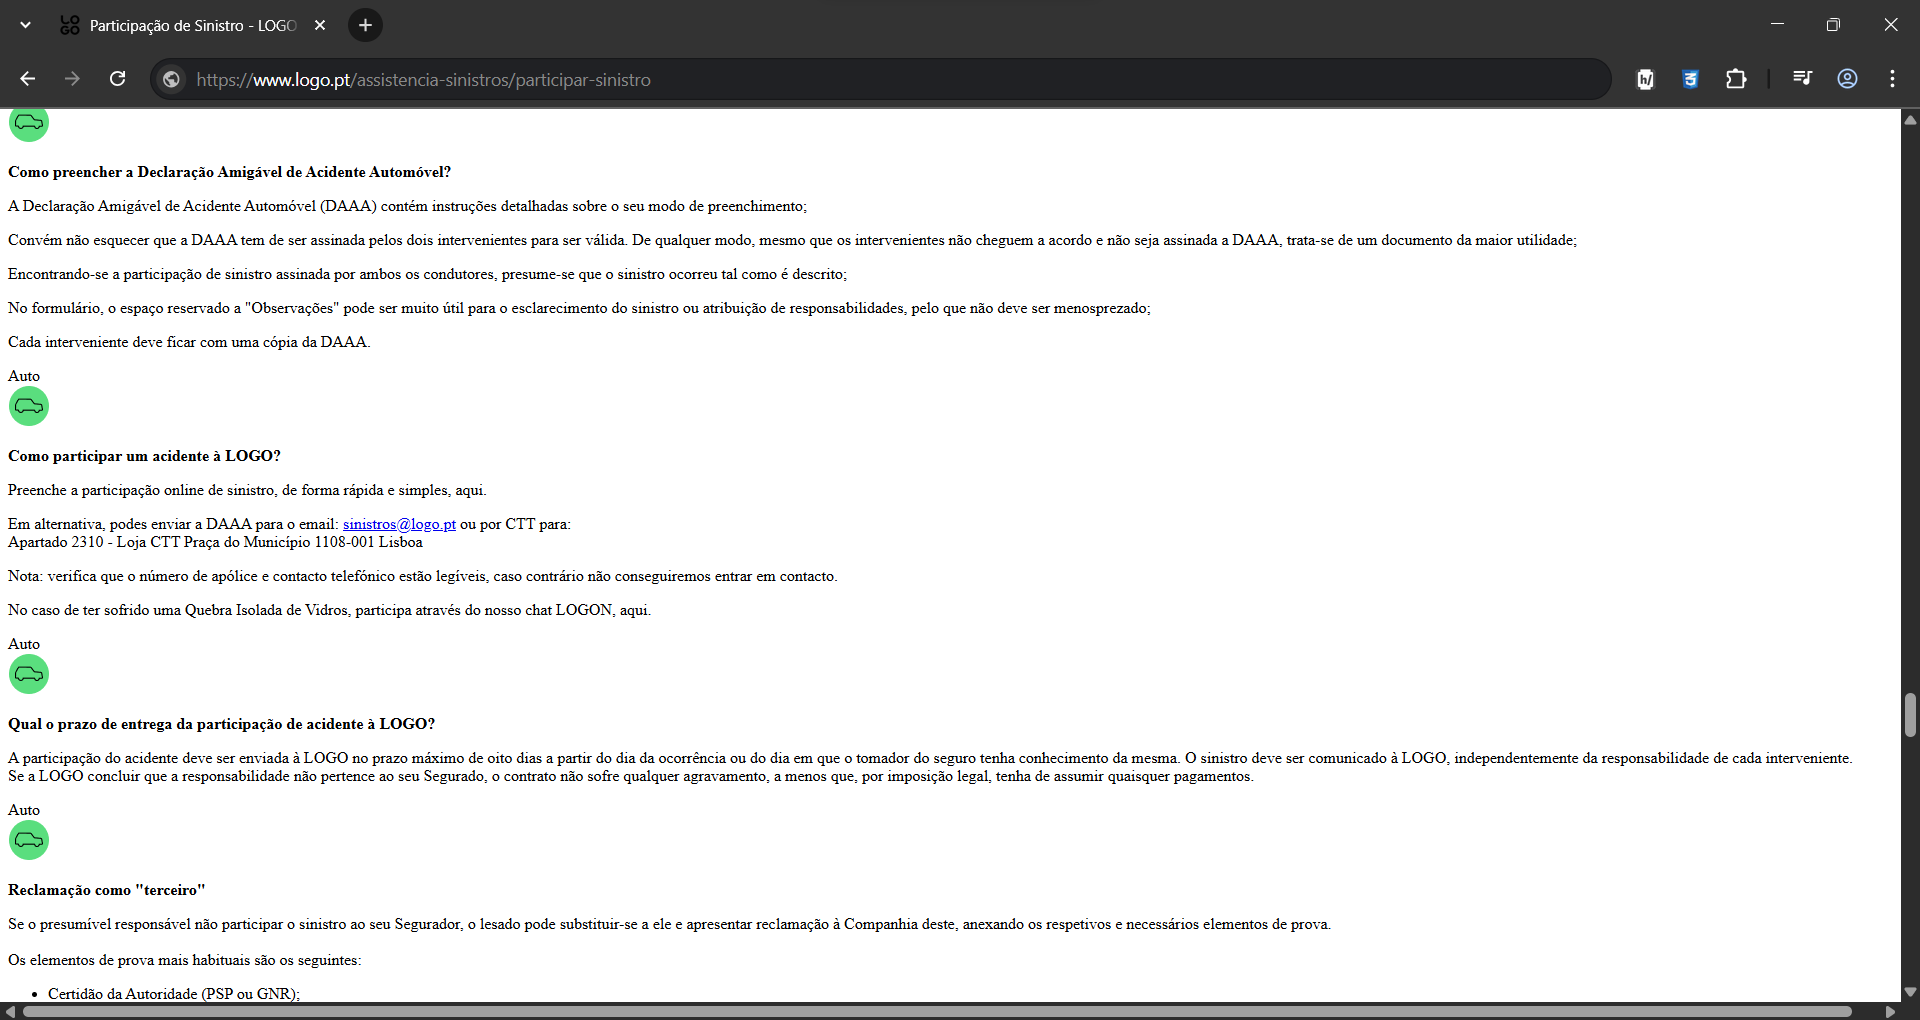 LO
GO
Participação de Sinistro - LOGO
https://www.logo.pt/assistencia-sinistros/participar-sinistro
Como preencher a Declaração Amigável de Acidente Automóvel?
A Declaração Amigável de Acidente Automóvel (DAAA) contém instruções detalhadas sobre o seu modo de preenchimento;
Convém não esquecer que a DAAA tem de ser assinada pelos dois intervenientes para ser válida. De qualquer modo, mesmo que os intervenientes não cheguem a acordo e não seja assinada a DAAA, trata-se de um documento da maior utilidade;
Encontrando-se a participação de sinistro assinada por ambos os condutores, presume-se que o sinistro ocorreu tal como é descrito;
No formulário, o espaço reservado a "Observações" pode ser muito útil para o esclarecimento do sinistro ou atribuição de responsabilidades, pelo que não deve ser menosprezado;
Cada interveniente deve ficar com uma cópia da DAAA.
Auto
Como participar um acidente à LOGO?
Preenche a participação online de sinistro, de forma rápida e simples, aqui.
Em alternativa, podes enviar a DAAA para o email: sinistros@logo.pt ou por CTT para:
Apartado 2310 - Loja CTT Praça do Município 1108-001 Lisboa
Nota: verifica que o número de apólice e contacto telefónico estão legíveis, caso contrário não conseguiremos entrar em contacto.
No caso de ter sofrido uma Quebra Isolada de Vidros, participa através do nosso chat LOGON, aqui.
Auto
Qual o prazo de entrega da participação de acidente à LOGO?
A participação do acidente deve ser enviada à LOGO no prazo máximo de oito dias a partir do dia da ocorrência ou do dia em que o tomador do seguro tenha conhecimento da mesma. O sinistro deve ser comunicado à LOGO, independentemente da responsabilidade de cada interveniente.
Se a LOGO concluir que a responsabilidade não pertence ao seu Segurado, o contrato não sofre qualquer agravamento, a menos que, por imposição legal, tenha de assumir quaisquer pagamentos.
Auto
Reclamação como "terceiro"
Se o presumível responsável não participar o sinistro ao seu Segurador, o lesado pode substituir-se a ele e apresentar reclamação à Companhia deste, anexando os respetivos e necessários elementos de prova.
Os elementos de prova mais habituais são os seguintes:
• Certidão da Autoridade (PSP ou GNR);